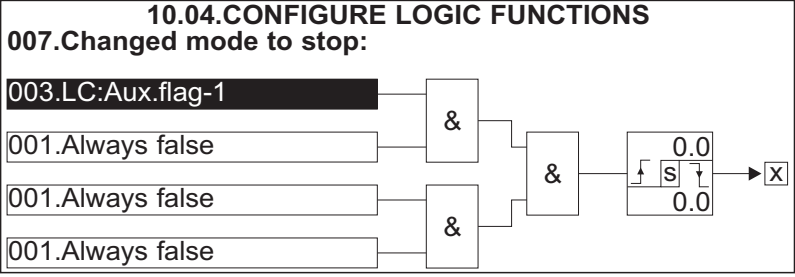 10.04.CONFIGURE LOGIC FUNCTIONS
007.Changed mode to stop:
003.LC:Aux.flag-1
&
001.Always false
0.0
&
S
X
001.Always false
0.0
&
001.Always false